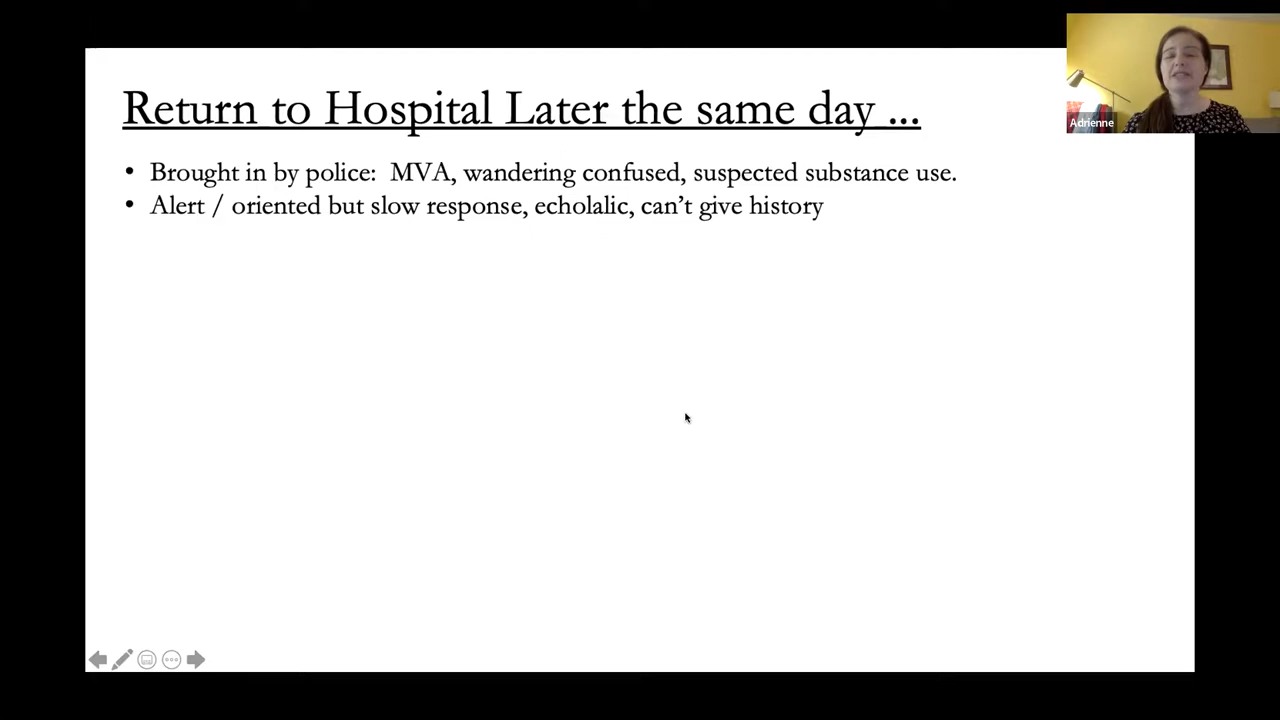 Return to Hospital Later the same day ...
• Brought in by police:  MVA, wandering confused, suspected substance use.
• Alert / oriented but slow response, echolalic, can’t give history
Adrienne